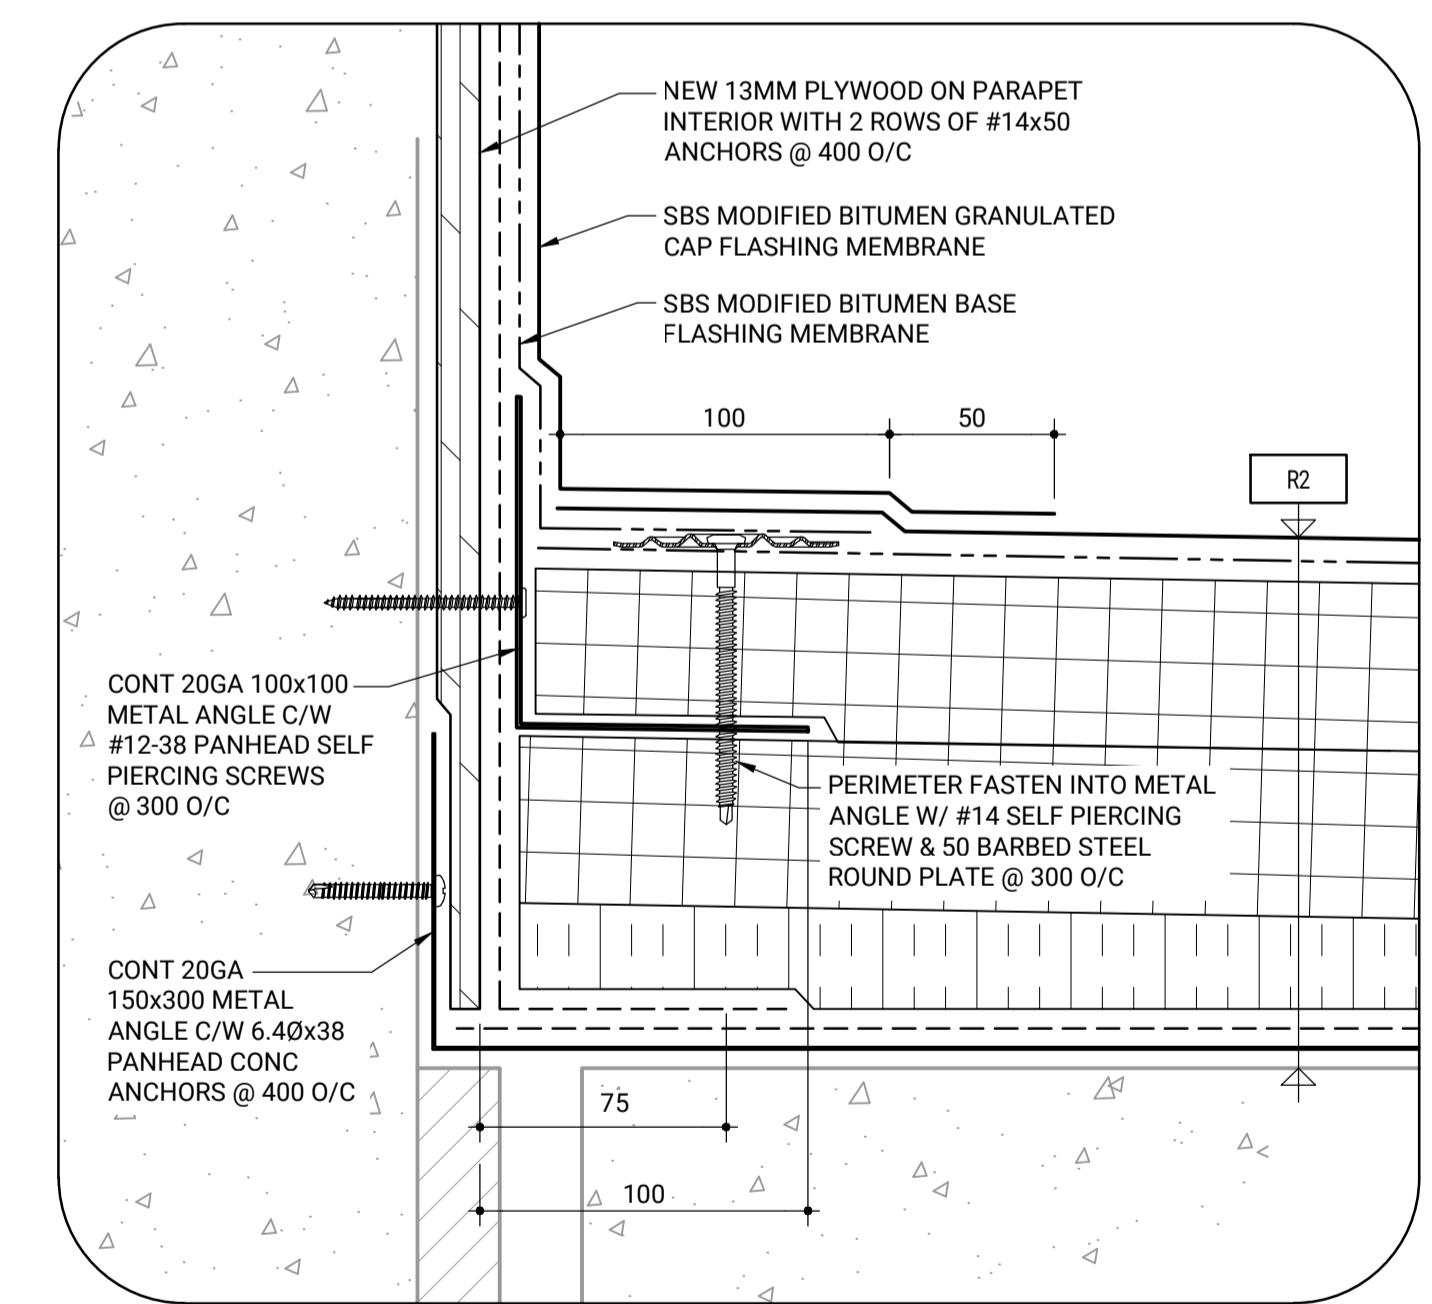 NEW 13MM PLYWOOD ON PARAPET
INTERIOR WITH 2 ROWS OF #14x50
ANCHORS @ 400 O/C
SBS MODIFIED BITUMEN GRANULATED
CAP FLASHING MEMBRANE
SBS MODIFIED BITUMEN BASE
FLASHING MEMBRANE
100
50
R2
CONT 20GA 100x100
METAL ANGLE C/W
#12-38 PANHEAD SELF
PIERCING SCREWS
@ 300 O/C
PERIMETER FASTEN INTO METAL
ANGLE W/ #14 SELF PIERCING
SCREW & 50 BARBED STEEL
ROUND PLATE @ 300 O/C
CONT 20GA
150x300 METAL
ANGLE C/W 6.4Øx38
PANHEAD CONC
ANCHORS @ 400 O/C
75
100